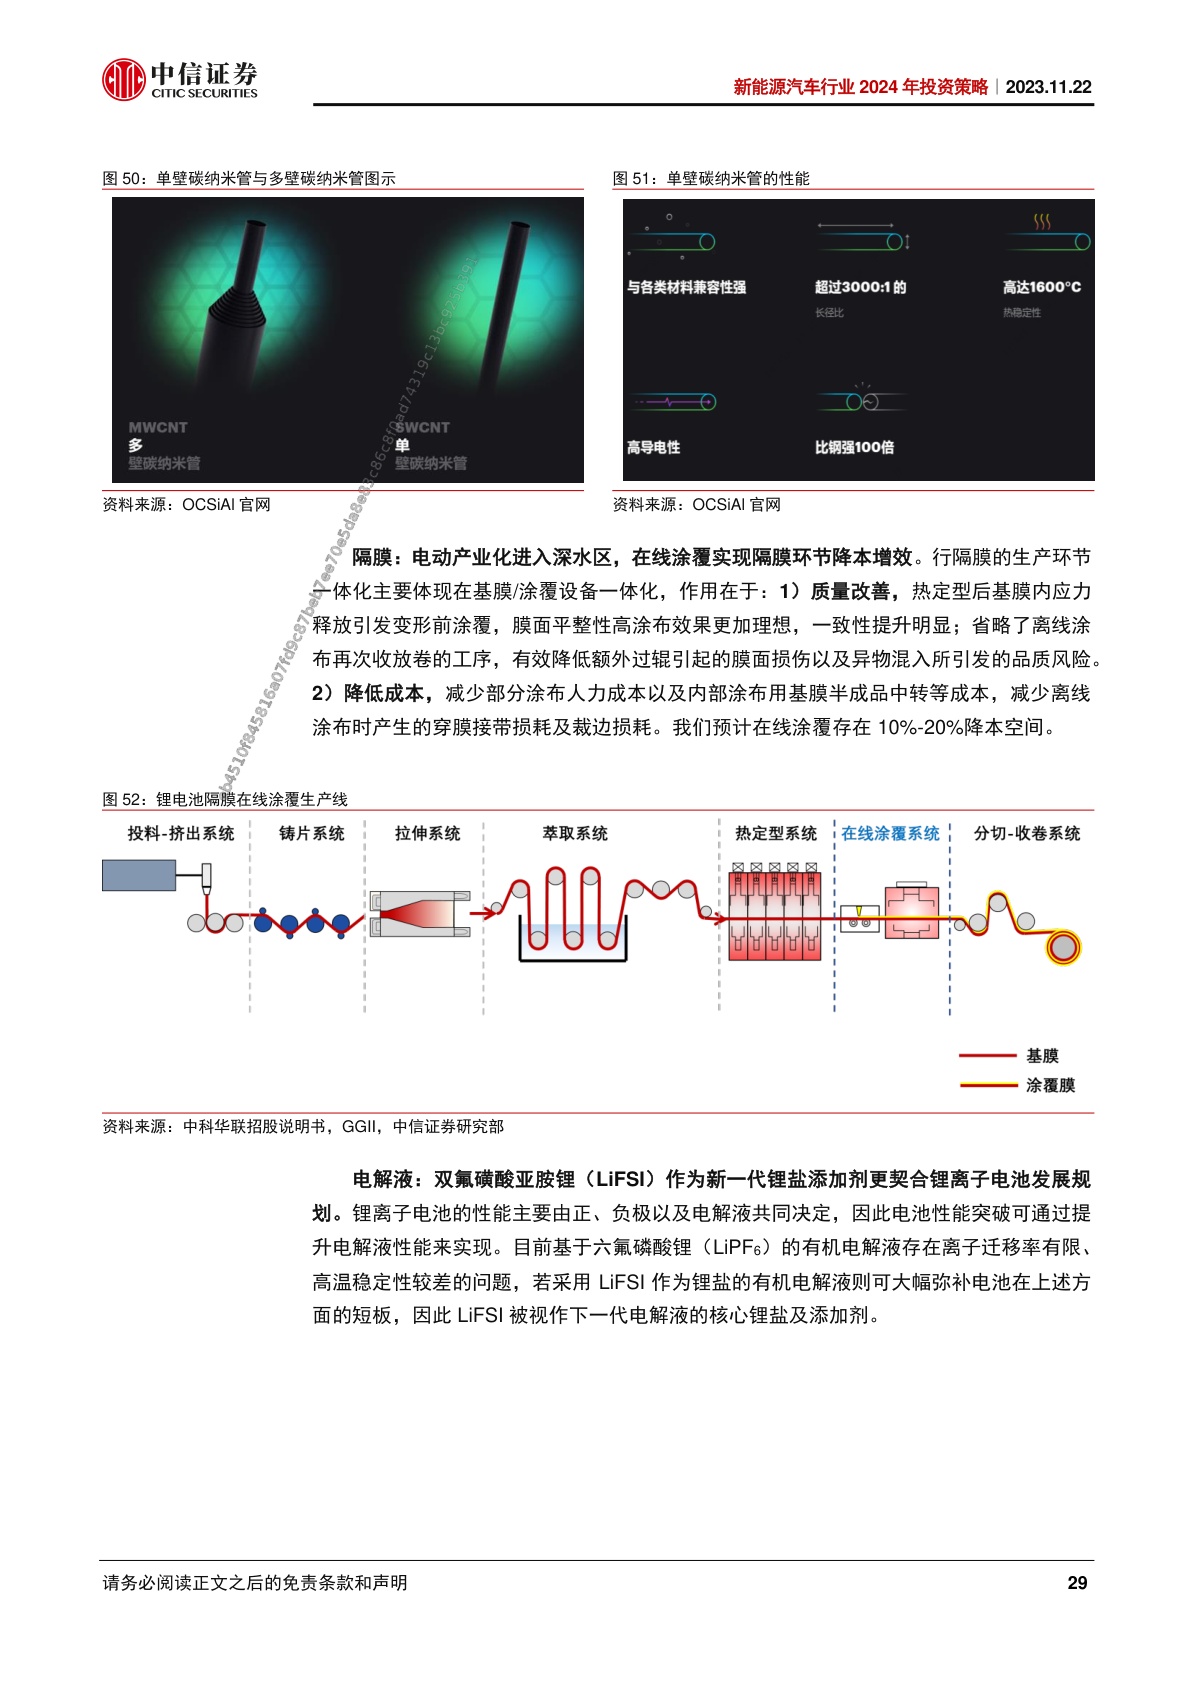 中信证券
CITIC SECURITIES
新能源汽车行业 2024 年投资策略｜2023.11.22
图 50：单壁碳纳米管与多壁碳纳米管图示
MWCNT
多
壁碳纳米管
SWCNT
单
壁碳纳米管
资料来源：OCSiAl 官网
图 51：单壁碳纳米管的性能
与各类材料兼容性强
超过3000:1 的
长径比
高达1600°C
热稳定性
高导电性
比钢强100倍
资料来源：OCSiAl 官网
隔膜：电动产业化进入深水区，在线涂覆实现隔膜环节降本增效。行隔膜的生产环节
一体化主要体现在基膜/涂覆设备一体化，作用在于：1）质量改善，热定型后基膜内应力
释放引发变形前涂覆，膜面平整性高涂布效果更加理想，一致性提升明显；省略了离线涂
布再次收放卷的工序，有效降低额外过辊引起的膜面损伤以及异物混入所引发的品质风险。
2）降低成本，减少部分涂布人力成本以及内部涂布用基膜半成品中转等成本，减少离线
涂布时产生的穿膜接带损耗及裁边损耗。我们预计在线涂覆存在 10%-20%降本空间。
图 52：锂电池隔膜在线涂覆生产线
投料-挤出系统 铸片系统 拉伸系统 萃取系统 热定型系统 在线涂覆系统 分切-收卷系统
基膜
涂覆膜
资料来源：中科华联招股说明书，GGII，中信证券研究部
电解液：双氟磺酸亚胺锂（LiFSI）作为新一代锂盐添加剂更契合锂离子电池发展规
划。锂离子电池的性能主要由正、负极以及电解液共同决定，因此电池性能突破可通过提
升电解液性能来实现。目前基于六氟磷酸锂（LiPF₆）的有机电解液存在离子迁移率有限、
高温稳定性较差的问题，若采用 LiFSI 作为锂盐的有机电解液则可大幅弥补电池在上述方
面的短板，因此 LiFSI 被视作下一代电解液的核心锂盐及添加剂。
请务必阅读正文之后的免责条款和声明
29